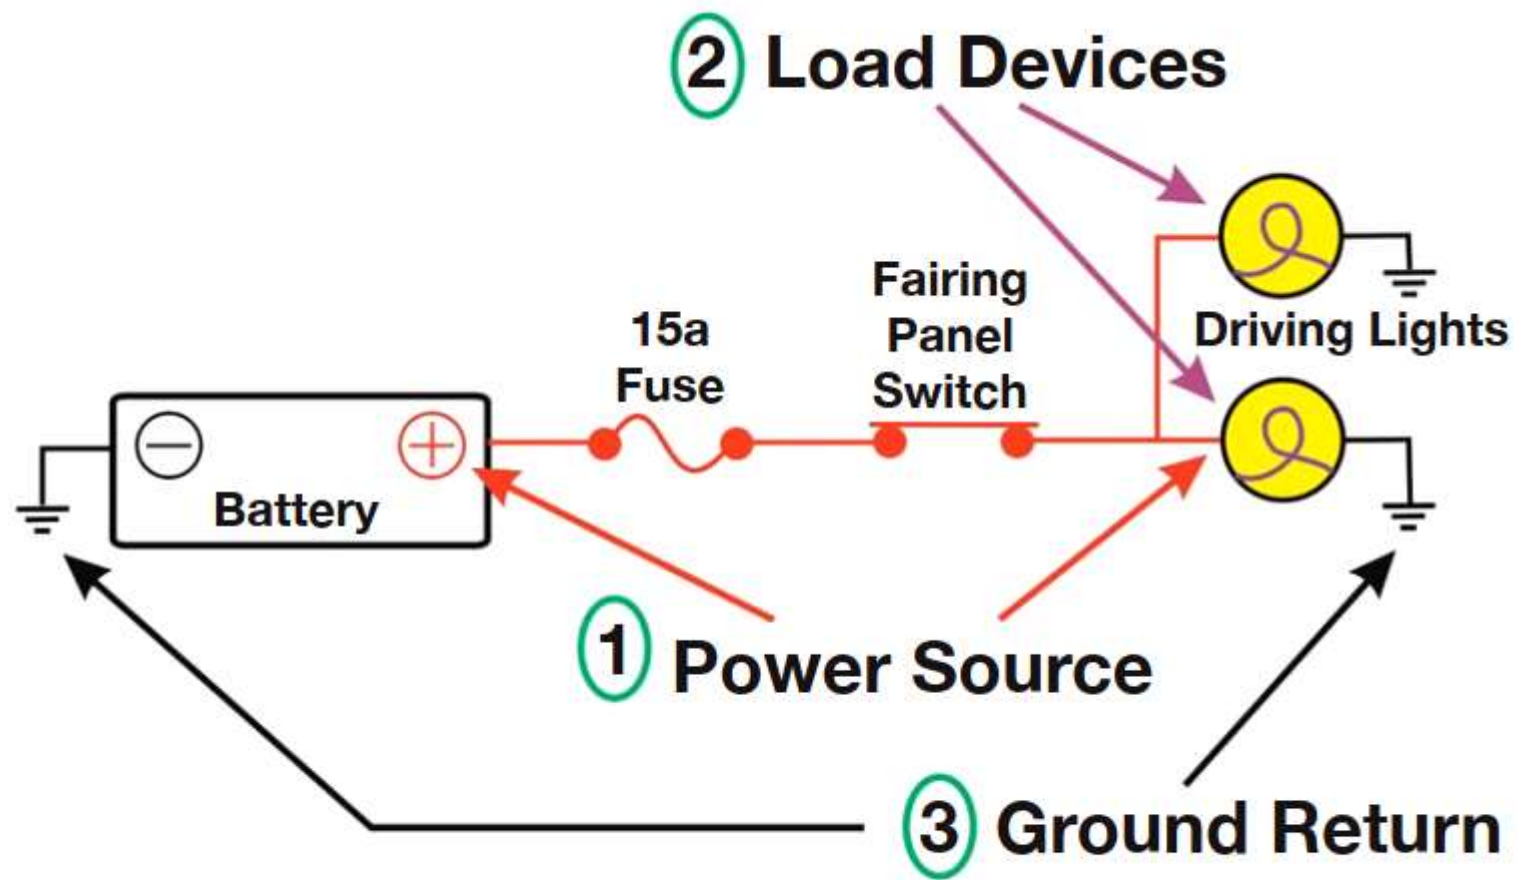 2 Load Devices
Fairing
Panel
Switch
15a
Fuse
Driving Lights
Battery
1 Power Source
3 Ground Return